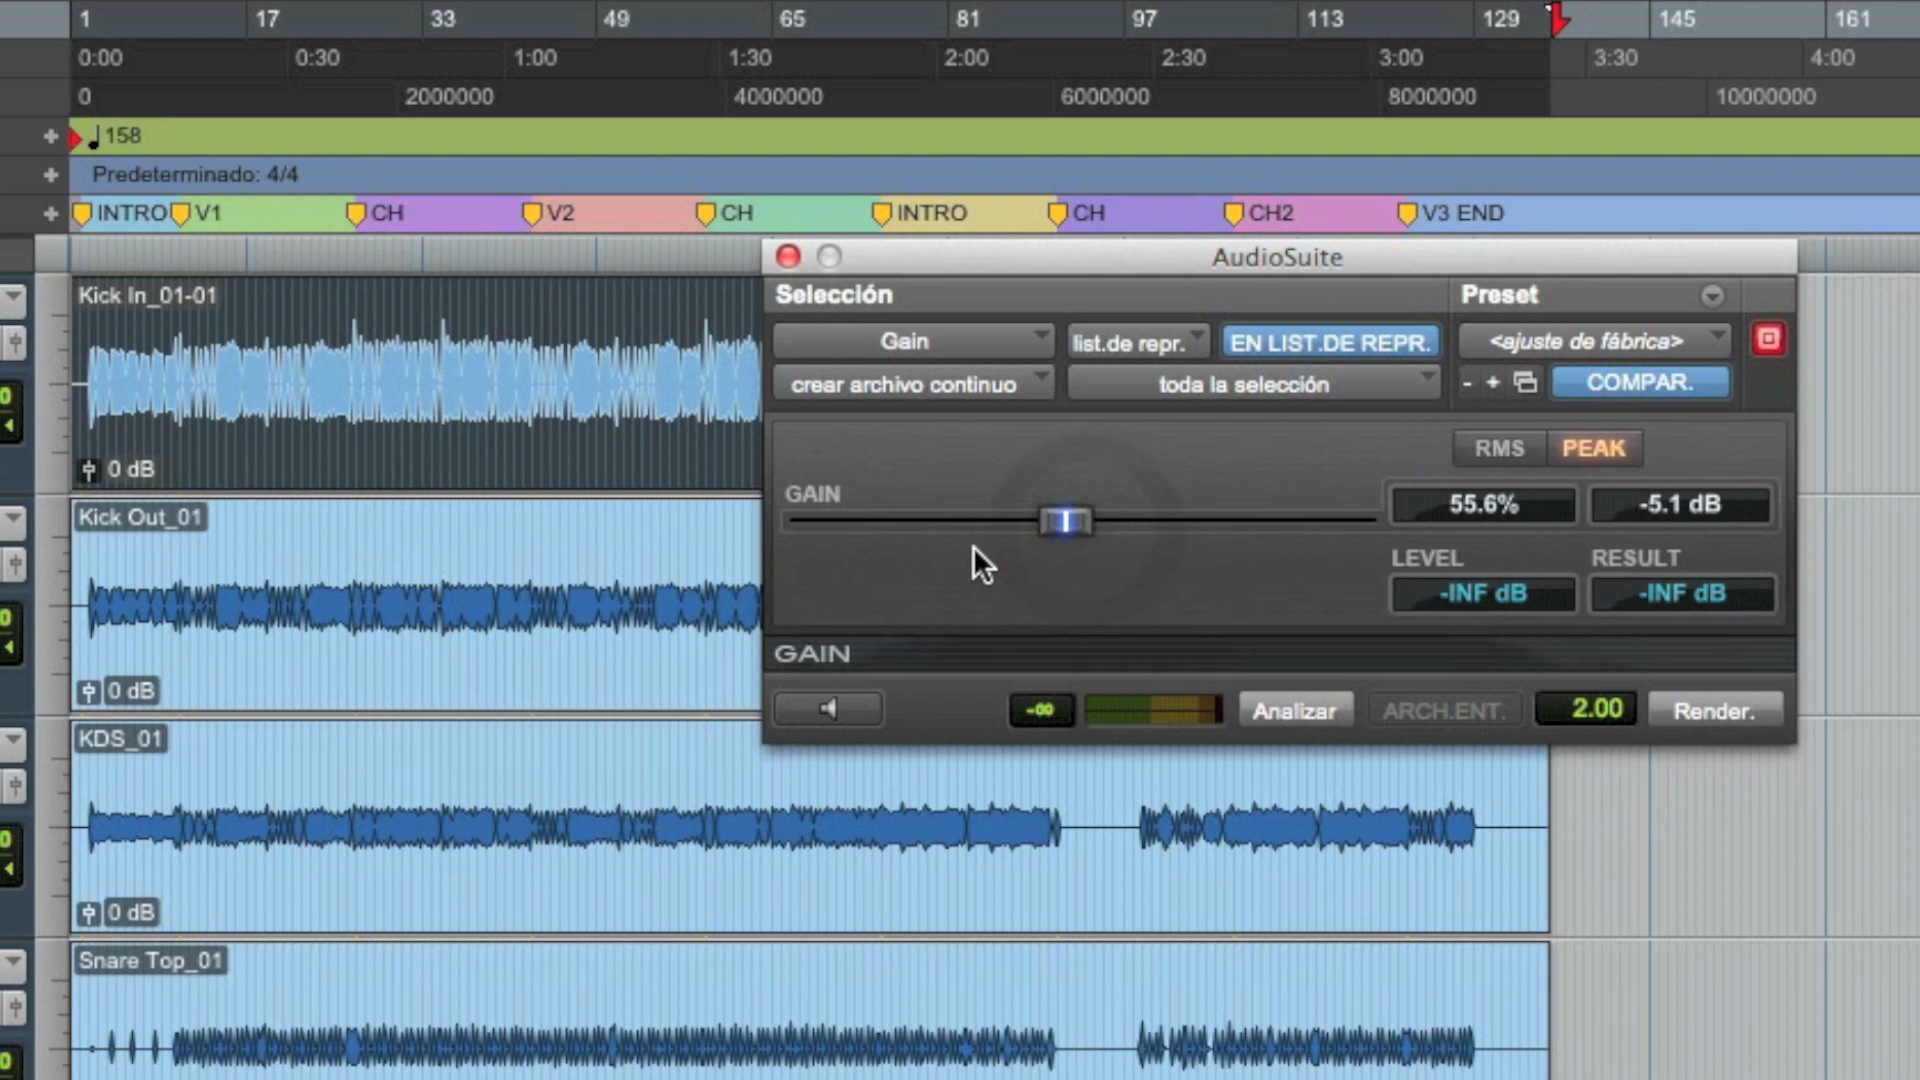 1 17 33 49 65 81 97 113 129 145 161
0:00 0:30 1:00 1:30 2:00 2:30 3:00 3:30 4:00
0 2000000 4000000 6000000 8000000 10000000
158
Predeterminado: 4/4
INTRO V1 CH V2 CH INTRO CH CH2 V3 END
AudioSuite
Selección Preset
Kick In_01-01
Gain list.de repr. EN LIST.DE REPR. <ajuste de fábrica>
crear archivo continuo toda la selección - + COMPAR.
RMS PEAK
0 dB
GAIN 55.6% -5.1 dB
Kick Out_01
LEVEL RESULT
-INF dB -INF dB
GAIN
0 dB
-∞ Analizar ARCH.ENT. 2.00 Render.
KDS_01
0 dB
Snare Top_01